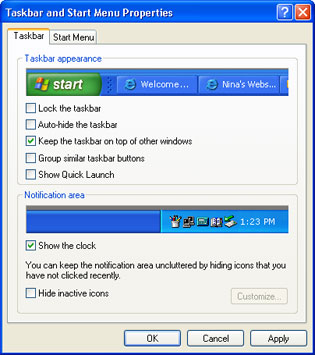 Taskbar and Start Menu Properties
Taskbar
Start Menu
Taskbar appearance
start
Welcome...
Nina's Webs...
Lock the taskbar
Auto-hide the taskbar
Keep the taskbar on top of other windows
Group similar taskbar buttons
Show Quick Launch
Notification area
1:23 PM
Show the clock
You can keep the notification area uncluttered by hiding icons that you
have not clicked recently.
Hide inactive icons
Customize...
OK
Cancel
Apply